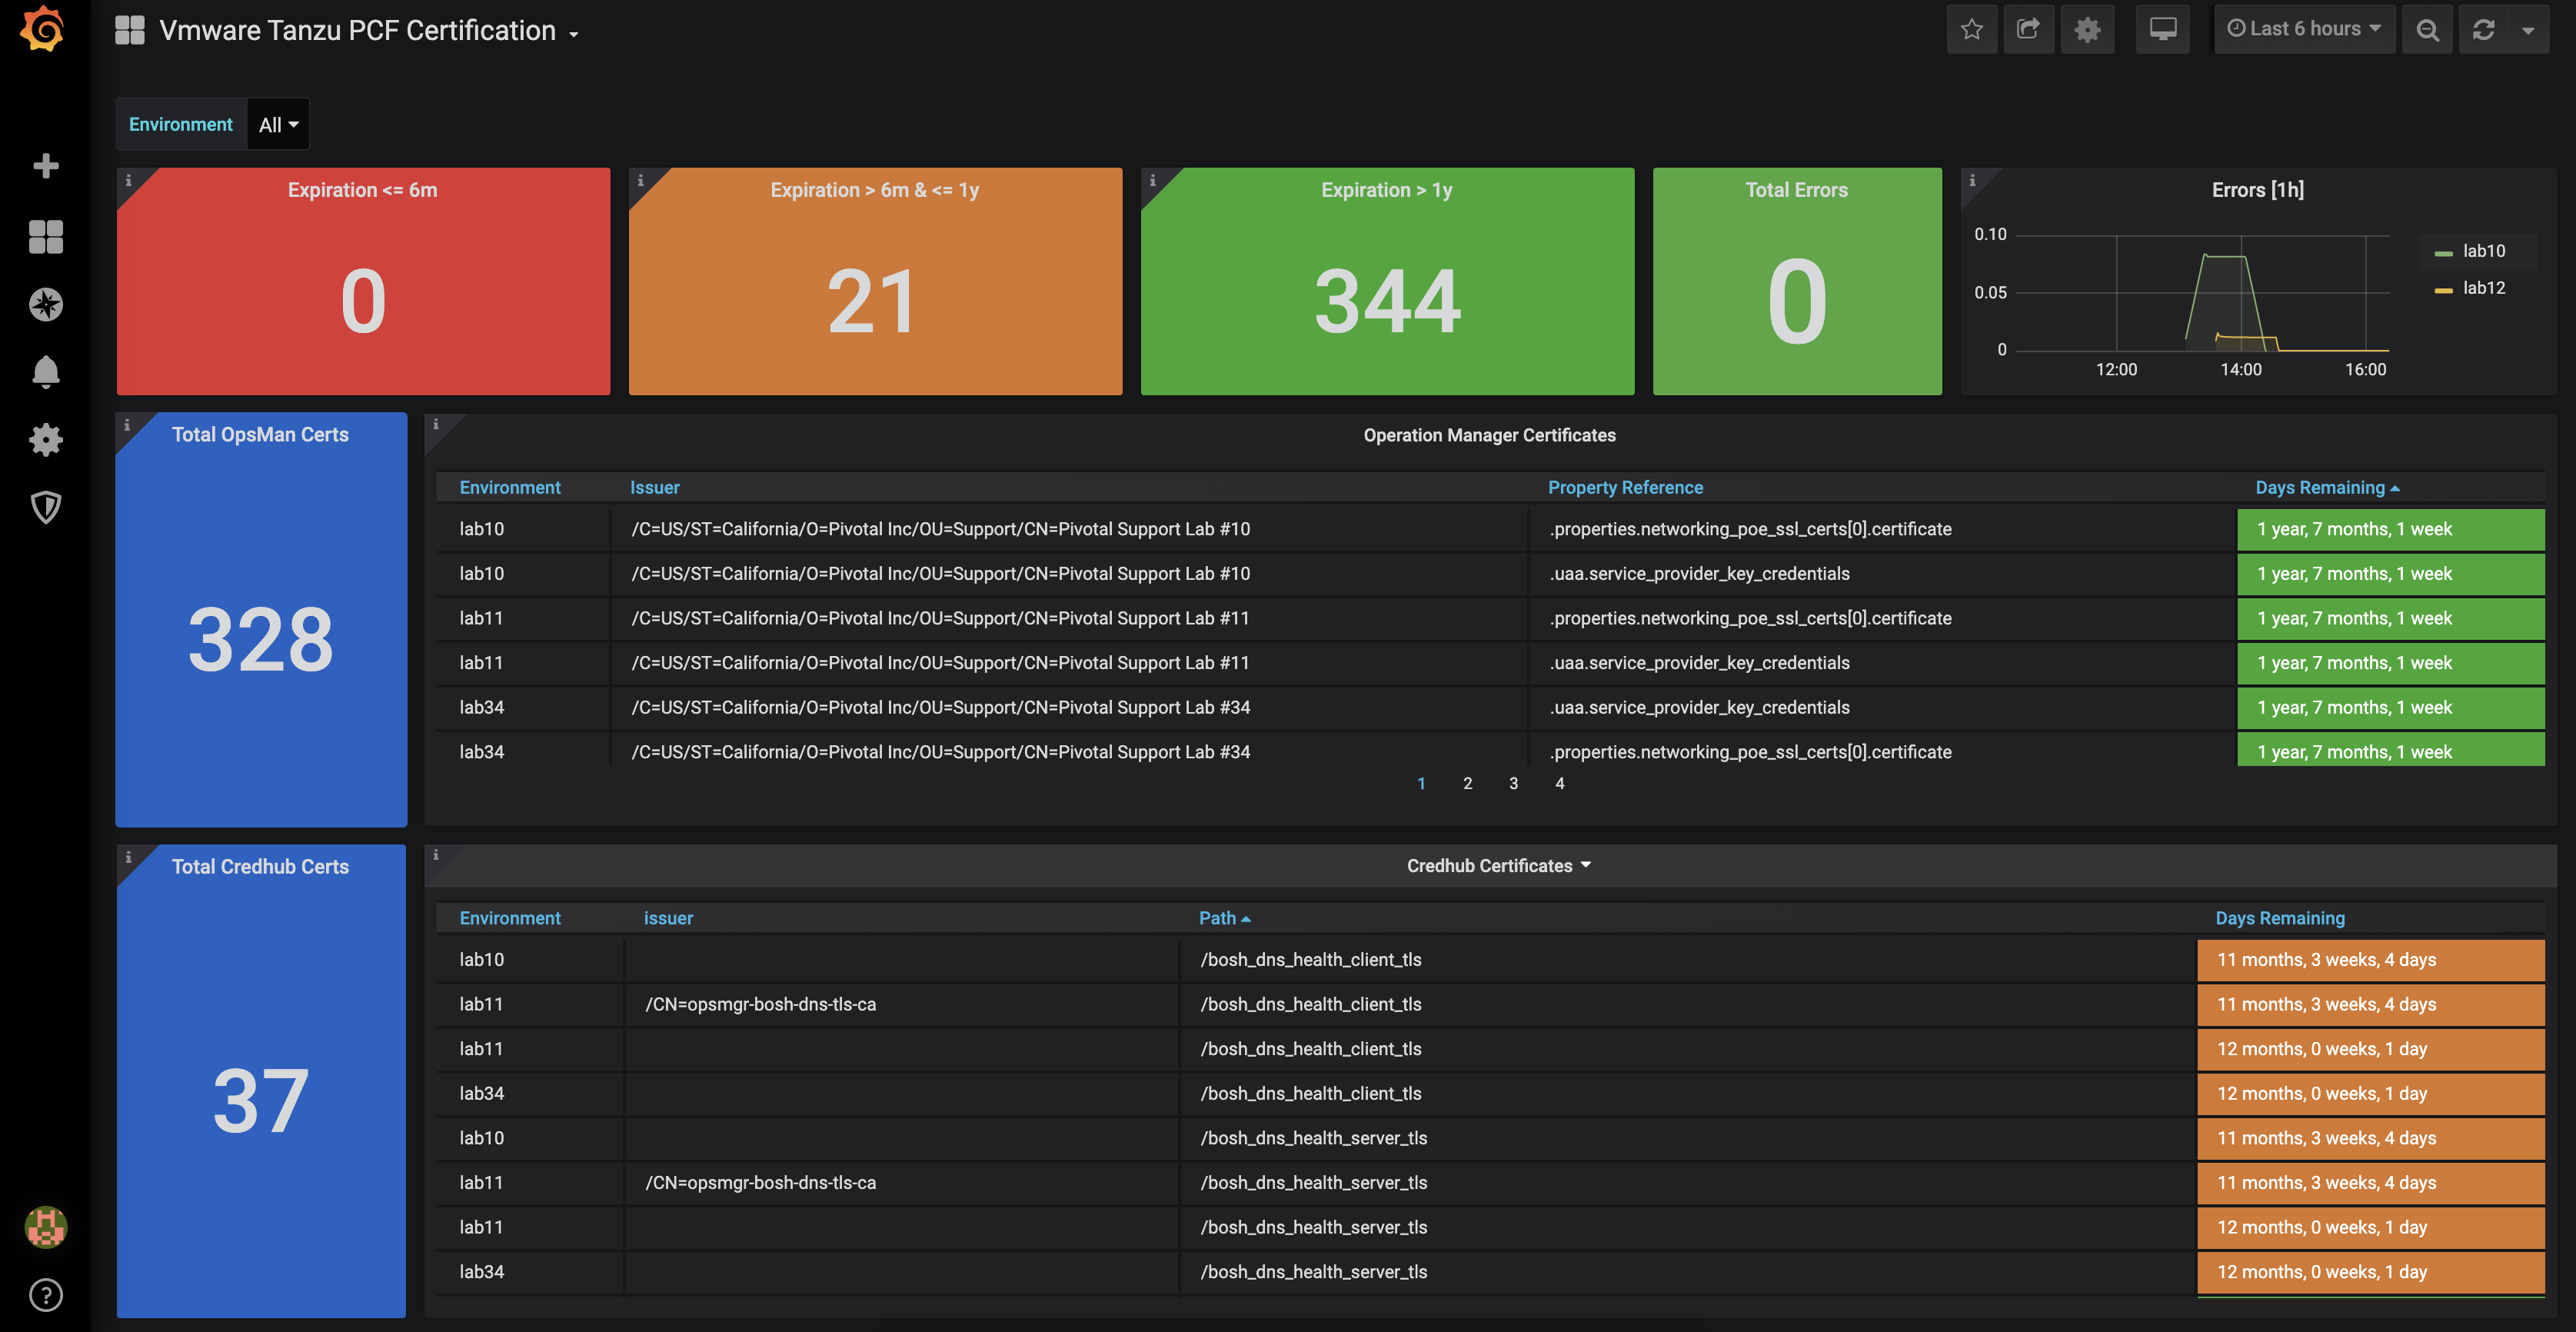 Vmware Tanzu PCF Certification
Last 6 hours
Environment All
Expiration <= 6m
0
Expiration > 6m & <= 1y
21
Expiration > 1y
344
Total Errors
0
Errors [1h]
0.10
0.05
0
12:00 14:00 16:00
lab10
lab12
Total OpsMan Certs
328
Operation Manager Certificates
Environment Issuer Property Reference Days Remaining
lab10 /C=US/ST=California/O=Pivotal Inc/OU=Support/CN=Pivotal Support Lab #10 .properties.networking_poe_ssl_certs[0].certificate 1 year, 7 months, 1 week
lab10 /C=US/ST=California/O=Pivotal Inc/OU=Support/CN=Pivotal Support Lab #10 .uaa.service_provider_key_credentials 1 year, 7 months, 1 week
lab11 /C=US/ST=California/O=Pivotal Inc/OU=Support/CN=Pivotal Support Lab #11 .properties.networking_poe_ssl_certs[0].certificate 1 year, 7 months, 1 week
lab11 /C=US/ST=California/O=Pivotal Inc/OU=Support/CN=Pivotal Support Lab #11 .uaa.service_provider_key_credentials 1 year, 7 months, 1 week
lab34 /C=US/ST=California/O=Pivotal Inc/OU=Support/CN=Pivotal Support Lab #34 .uaa.service_provider_key_credentials 1 year, 7 months, 1 week
lab34 /C=US/ST=California/O=Pivotal Inc/OU=Support/CN=Pivotal Support Lab #34 .properties.networking_poe_ssl_certs[0].certificate 1 year, 7 months, 1 week
1 2 3 4
Total Credhub Certs
37
Credhub Certificates
Environment issuer Path Days Remaining
lab10 /bosh_dns_health_client_tls 11 months, 3 weeks, 4 days
lab11 /CN=opsmgr-bosh-dns-tls-ca /bosh_dns_health_client_tls 11 months, 3 weeks, 4 days
lab11 /bosh_dns_health_client_tls 12 months, 0 weeks, 1 day
lab34 /bosh_dns_health_client_tls 12 months, 0 weeks, 1 day
lab10 /bosh_dns_health_server_tls 11 months, 3 weeks, 4 days
lab11 /CN=opsmgr-bosh-dns-tls-ca /bosh_dns_health_server_tls 11 months, 3 weeks, 4 days
lab11 /bosh_dns_health_server_tls 12 months, 0 weeks, 1 day
lab34 /bosh_dns_health_server_tls 12 months, 0 weeks, 1 day